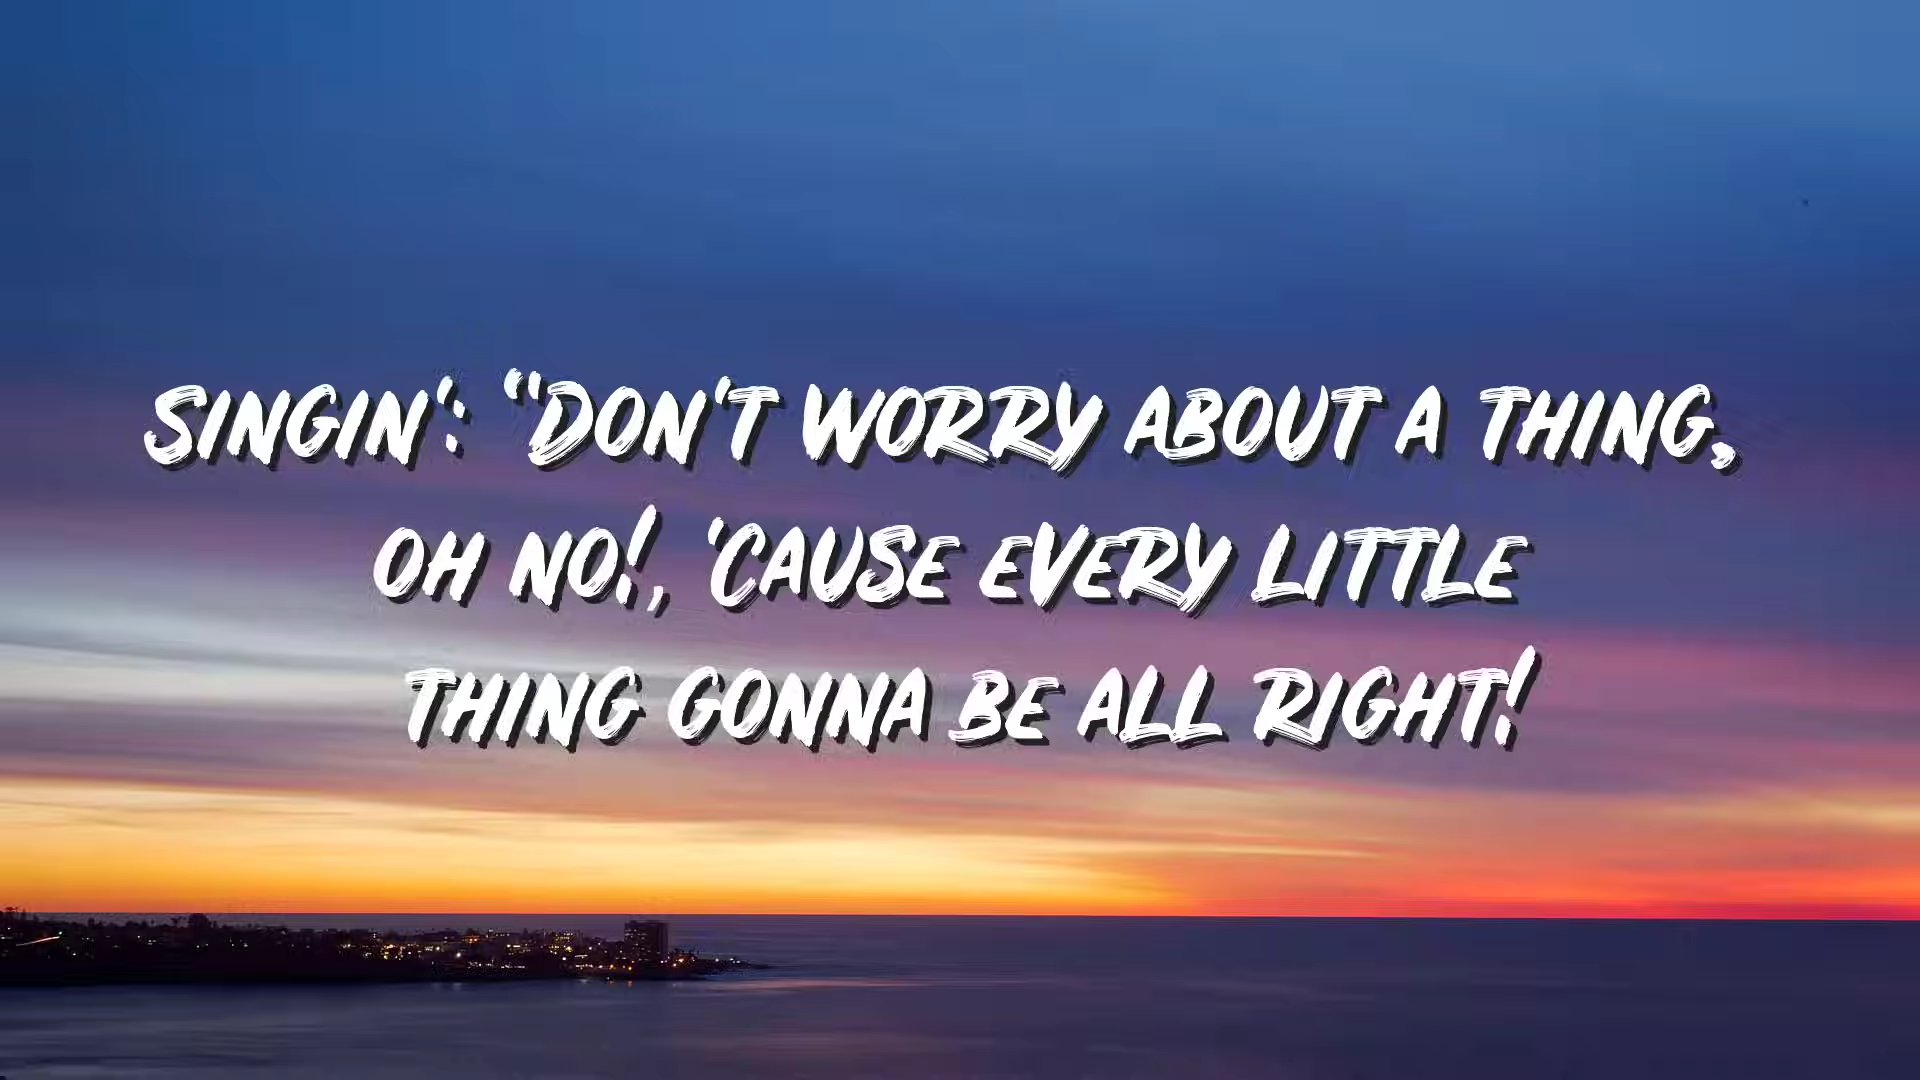 SINGIN': "DON'T WORRY ABOUT A THING,
OH NO!, 'CAUSE EVERY LITTLE
THING GONNA BE ALL RIGHT!